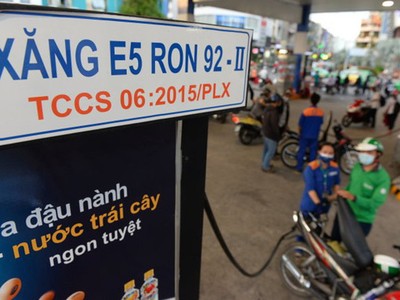 XĂNG E5 RON 92 - II
TCCS 06:2015/PLX
đậu nành
nước trái cây
ngon tuyệt